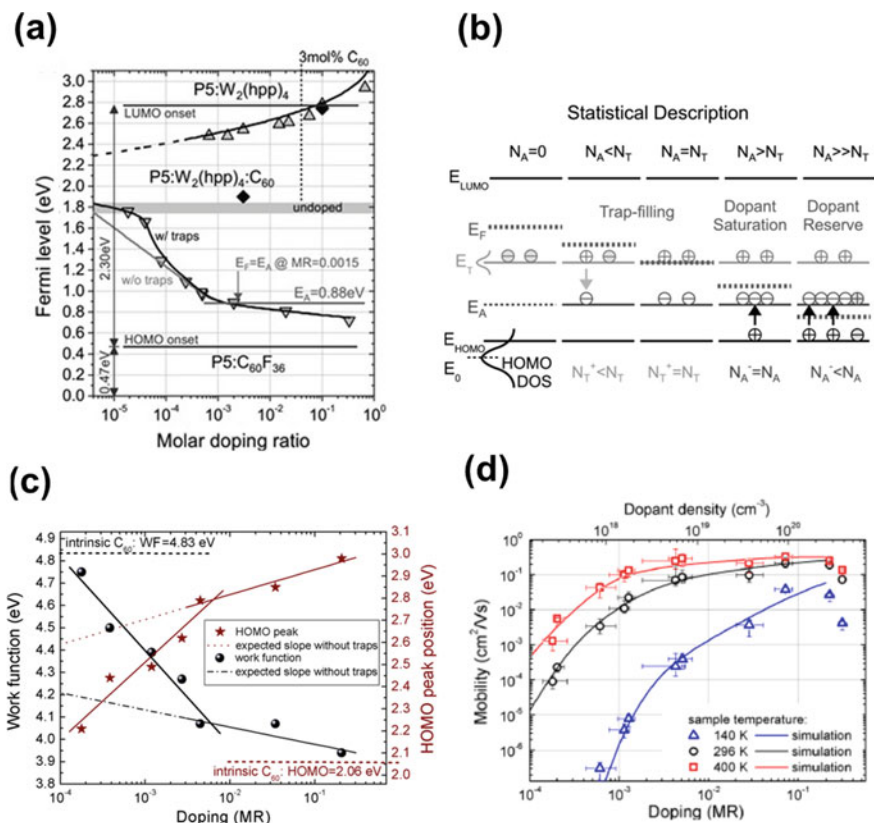 (a)
3mol% C60
P5:W2(hpp)4
LUMO onset
P5:W2(hpp)4:C60
undoped
w/ traps
w/o traps
EF=EA @ MR=0.0015
EA=0.88eV
HOMO onset
P5:C60F36
2.30eV
0.47eV
Fermi level (eV)
3.0
2.8
2.6
2.4
2.2
2.0
1.8
1.6
1.4
1.2
1.0
0.8
0.6
0.4
0.2
0.0
10^-5 10^-4 10^-3 10^-2 10^-1 10^0
Molar doping ratio
(b)
Statistical Description
NA=0 NA<NT NA=NT NA>NT NA>>NT
ELUMO
Trap-filling
Dopant Saturation
Dopant Reserve
EF
ET
EA
EHOMO
E0
HOMO
DOS
NT+<NT NT+=NT NA-=NA NA-<NA
(c)
intrinsic C60: WF=4.83 eV
HOMO peak
expected slope without traps
work function
expected slope without traps
intrinsic C60: HOMO=2.06 eV
Work function (eV)
4.8
4.7
4.6
4.5
4.4
4.3
4.2
4.1
4.0
3.9
3.8
HOMO peak position (eV)
3.1
3.0
2.9
2.8
2.7
2.6
2.5
2.4
2.3
2.2
2.1
2.0
10^-4 10^-3 10^-2 10^-1
Doping (MR)
(d)
Dopant density (cm^-3)
10^18 10^19 10^20
Mobility (cm^2/Vs)
10^0
10^-1
10^-2
10^-3
10^-4
10^-5
10^-6
sample temperature:
140 K simulation
296 K simulation
400 K simulation
10^-4 10^-3 10^-2 10^-1
Doping (MR)